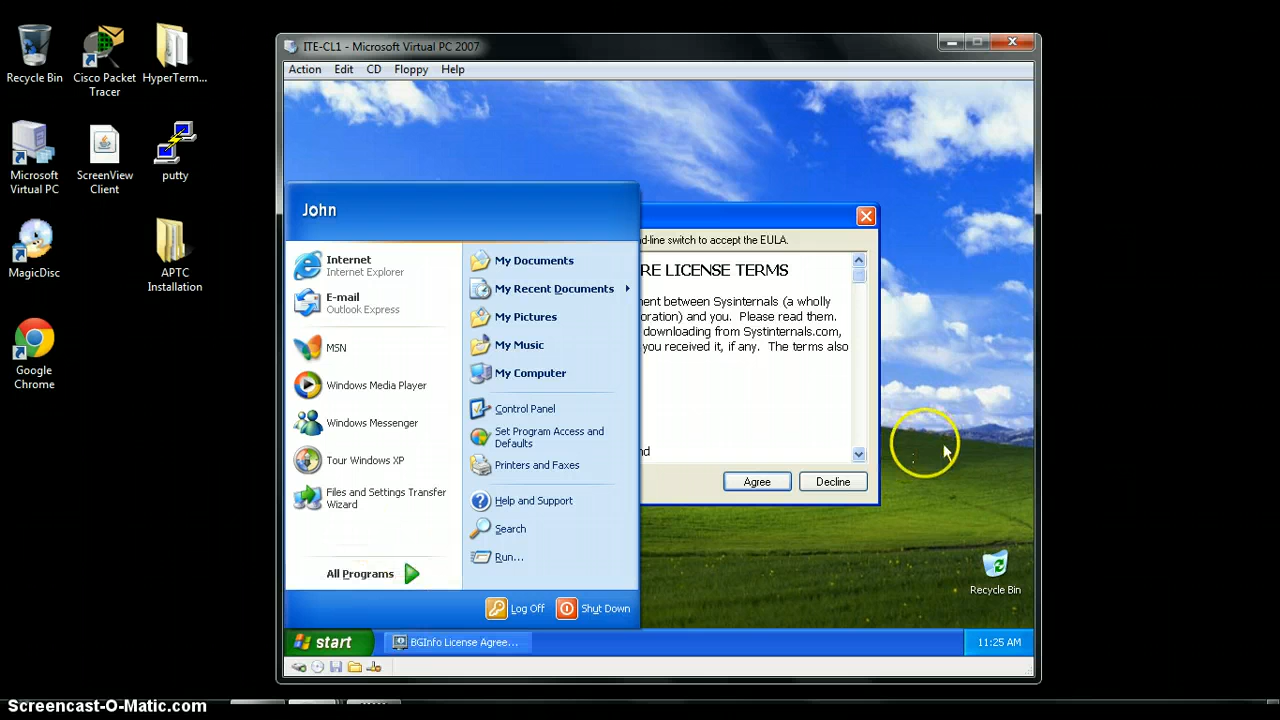 Recycle Bin
Cisco Packet
Tracer
HyperTerm...
Microsoft
Virtual PC
ScreenView
Client
putty
MagicDisc
APTC
Installation
Google
Chrome
ITE-CL1 - Microsoft Virtual PC 2007
Action Edit CD Floppy Help
John
Internet
Internet Explorer
E-mail
Outlook Express
MSN
Windows Media Player
Windows Messenger
Tour Windows XP
Files and Settings Transfer
Wizard
All Programs
My Documents
My Recent Documents
My Pictures
My Music
My Computer
Control Panel
Set Program Access and
Defaults
Printers and Faxes
Help and Support
Search
Run...
Log Off Shut Down
d-line switch to accept the EULA.
RE LICENSE TERMS
ment between Sysinternals (a wholly
oration) and you. Please read them.
downloading from Systinternals.com,
you received it, if any. The terms also
nd
Agree Decline
Recycle Bin
start
BGInfo License Agree...
11:25 AM
Screencast-O-Matic.com